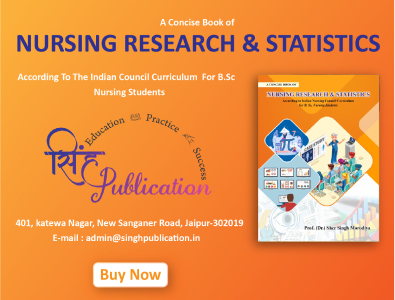 A Concise Book of
NURSING RESEARCH & STATISTICS
According To The Indian Council Curriculum For B.Sc
Nursing Students
Education Practice Success
सिंह
Publication
401, katewa Nagar, New Sanganer Road, Jaipur-302019
E-mail : admin@singhpublication.in
Buy Now
A CONCISE BOOK OF
NURSING RESEARCH & STATISTICS
According to Indian Nursing Council Curriculum
for B.Sc. Nursing Students
Prof. (Dr.) Shay Singh Marodiya